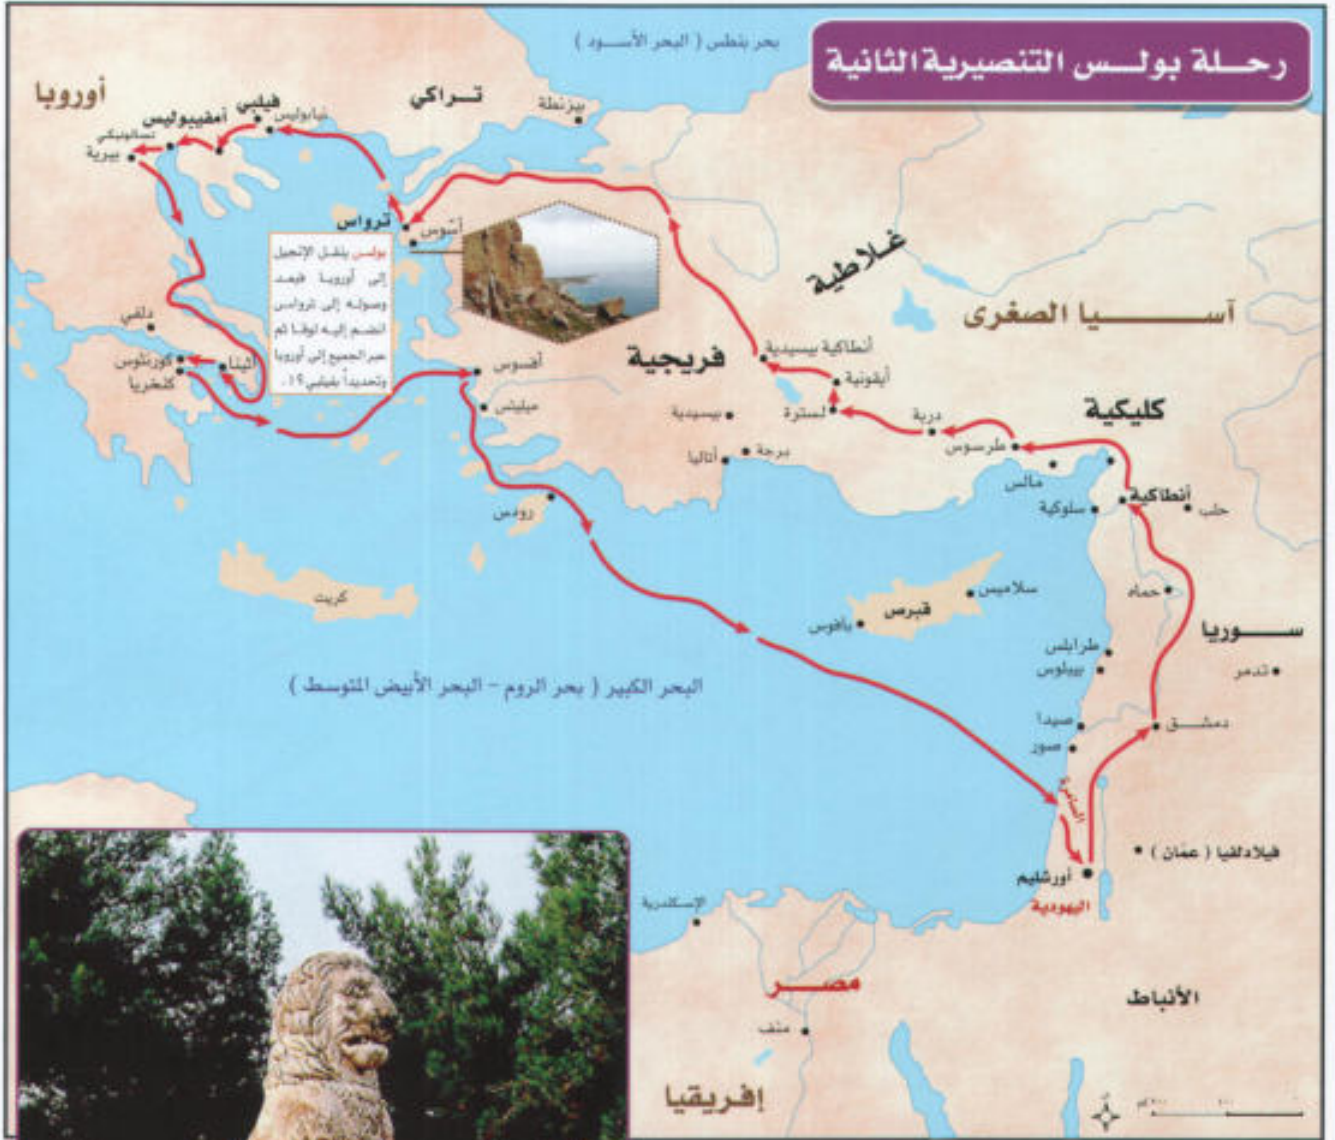 رحلة بولس التنصيرية الثانية
بحر بنطس ( البحر الأسود )
أوروبا
تراكي
بيزنطة
فيلبي
نيابوليس
أمفيبوليس
تسالونيكي
بيرية
ترواس
أسوس
بولس ينقل الإنجيل
إلى أوروبا فبعد
وصوله إلى ترواس
انضم إليه لوقا ثم
عبر الجميع إلى أوروبا
وتحديداً بفيلبي ؟!.
غلاطية
آسيا الصغرى
دلفي
كورنثوس
كنخريا
أثينا
أفسوس
ميليتس
فريجية
أنطاكية بيسيدية
أيقونية
لسترة
دربة
بيسيدية
برجة
أتاليا
كليكية
طرسوس
مالس
أنطاكية
سلوكية
حلب
رودس
كريت
قبرص
سلاميس
بافوس
حماه
سوريا
تدمر
طرابلس
بيبلوس
صيدا
صور
دمشق
البحر الكبير ( بحر الروم - البحر الأبيض المتوسط )
السامرة
فيلادلفيا ( عمّان )
أورشليم
اليهودية
الإسكندرية
مصر
منف
الأنباط
إفريقيا